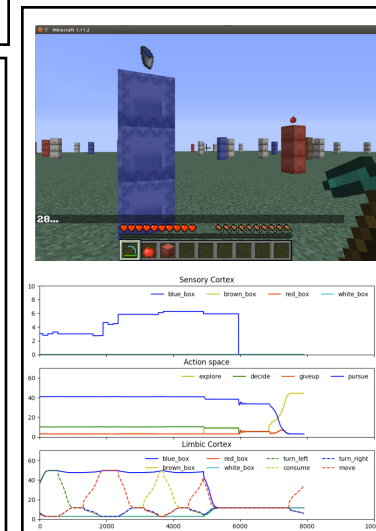 Minecraft 1.11.2
28...
Sensory Cortex
blue_box brown_box red_box white_box
10
8
6
4
2
0
Action space
explore decide giveup pursue
60
40
20
0
Limbic Cortex
blue_box red_box turn_left turn_right
brown_box white_box consume move
60
40
20
0
0 2000 4000 6000 8000 1000